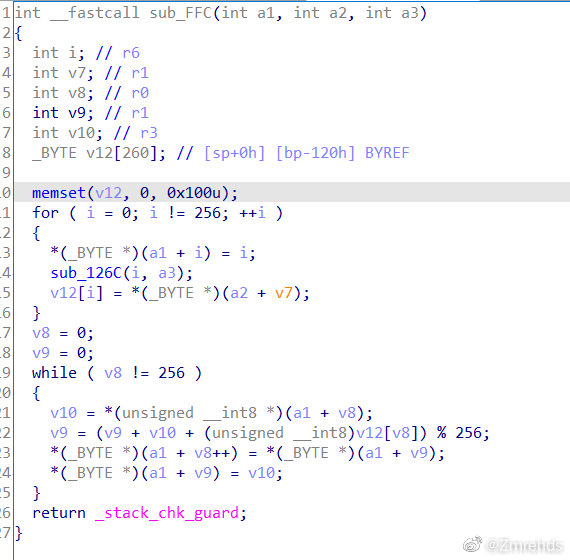 1 int __fastcall sub_FFC(int a1, int a2, int a3)
2 {
3 int i; // r6
4 int v7; // r1
5 int v8; // r0
6 int v9; // r1
7 int v10; // r3
8 _BYTE v12[260]; // [sp+0h] [bp-120h] BYREF
9
10 memset(v12, 0, 0x100u);
11 for ( i = 0; i != 256; ++i )
12 {
13 *(_BYTE *)(a1 + i) = i;
14 sub_126C(i, a3);
15 v12[i] = *(_BYTE *)(a2 + v7);
16 }
17 v8 = 0;
18 v9 = 0;
19 while ( v8 != 256 )
20 {
21 v10 = *(unsigned __int8 *)(a1 + v8);
22 v9 = (v9 + v10 + (unsigned __int8)v12[v8]) % 256;
23 *(_BYTE *)(a1 + v8++) = *(_BYTE *)(a1 + v9);
24 *(_BYTE *)(a1 + v9) = v10;
25 }
26 return _stack_chk_guard;
27 }
@Zmrehds